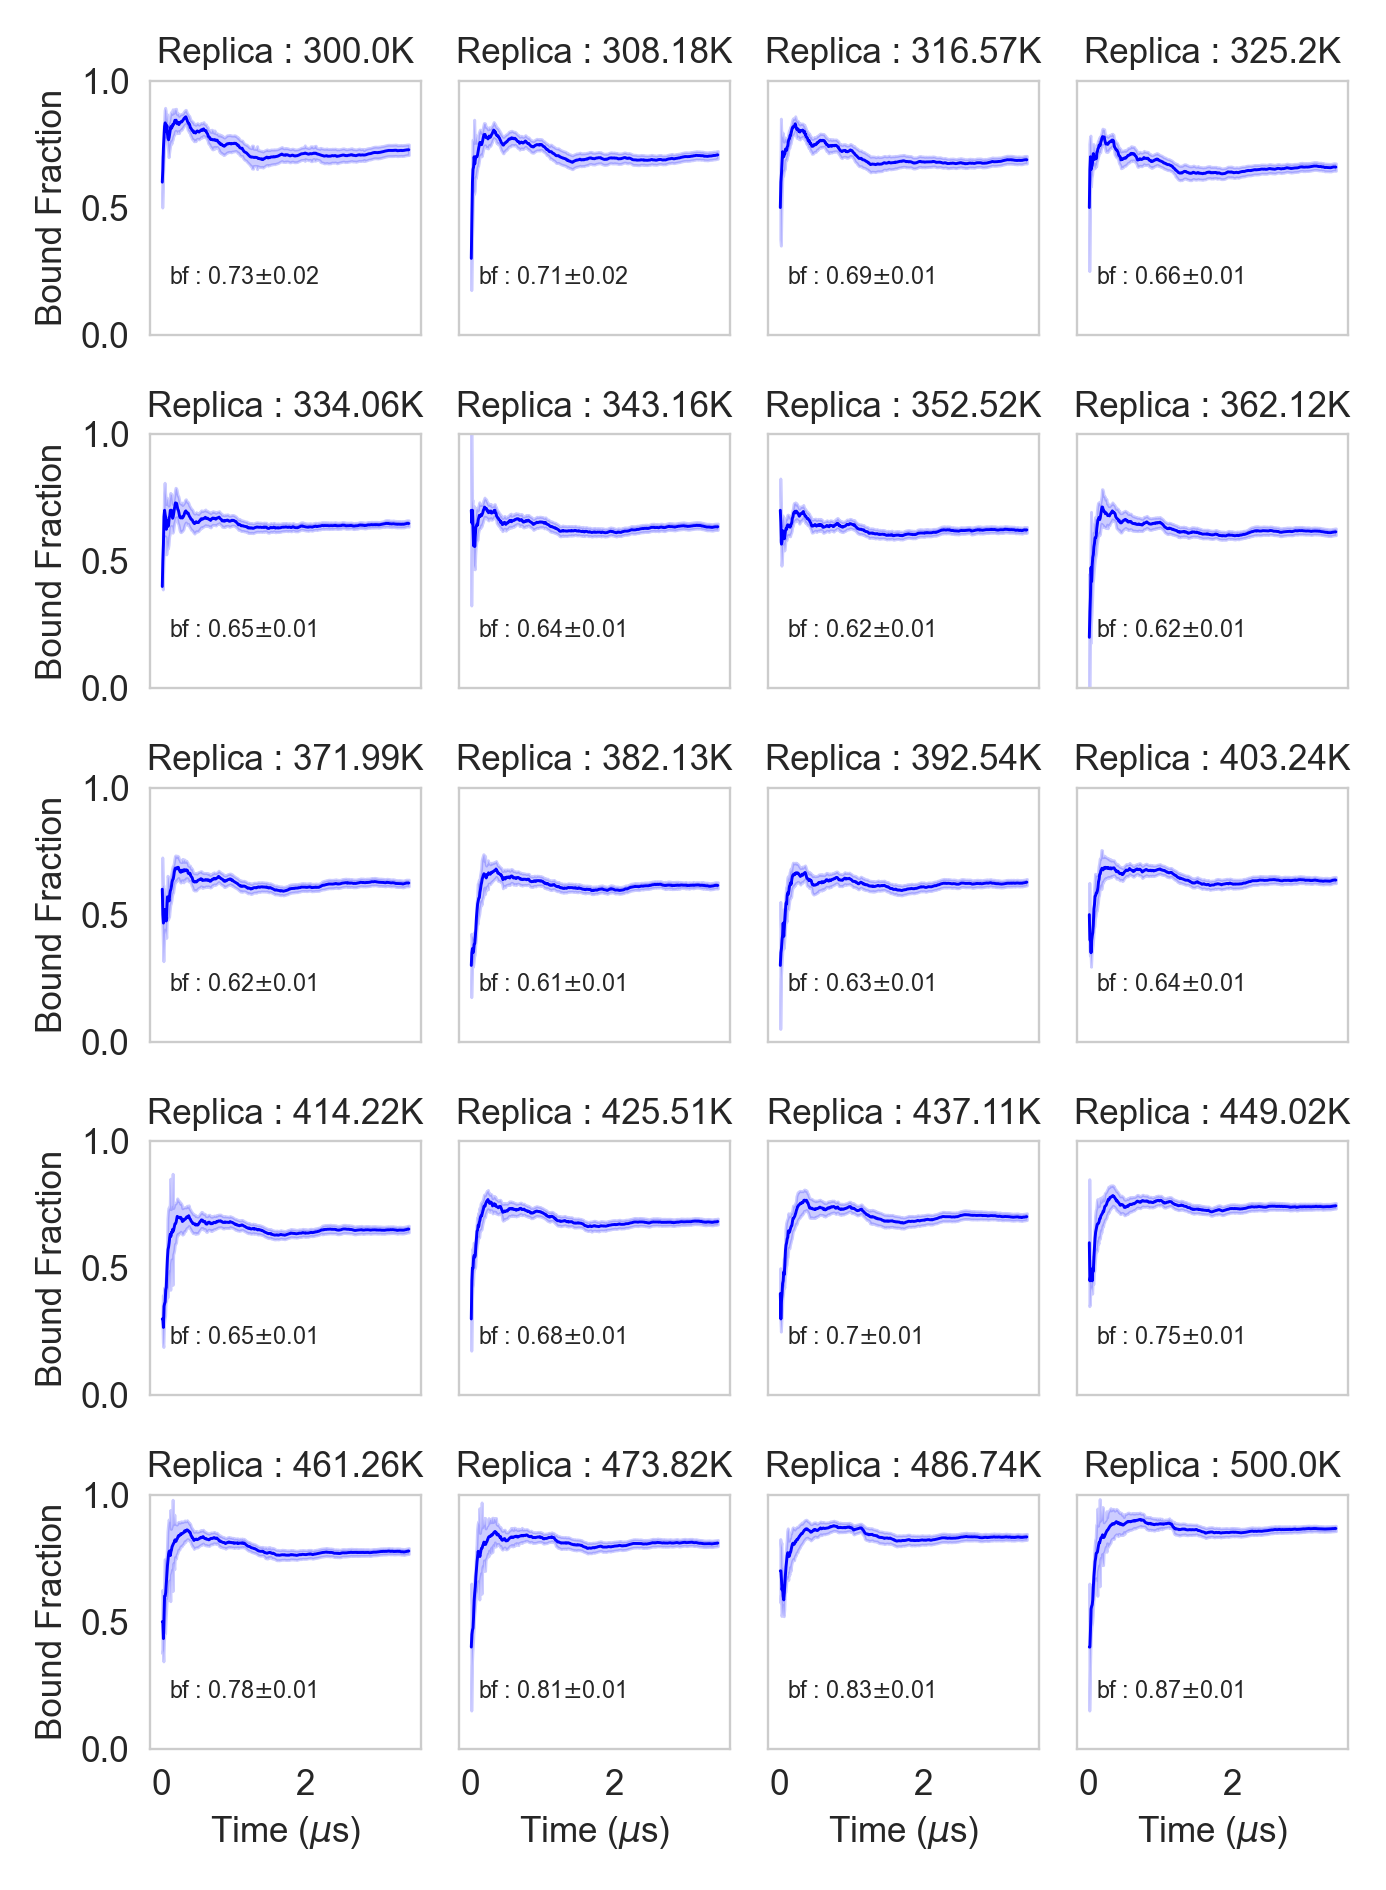 Replica : 300.0K Replica : 308.18K Replica : 316.57K Replica : 325.2K
1.0
Bound Fraction
0.5
bf : 0.73±0.02 bf : 0.71±0.02 bf : 0.69±0.01 bf : 0.66±0.01
0.0
Replica : 334.06K Replica : 343.16K Replica : 352.52K Replica : 362.12K
1.0
Bound Fraction
0.5
bf : 0.65±0.01 bf : 0.64±0.01 bf : 0.62±0.01 bf : 0.62±0.01
0.0
Replica : 371.99K Replica : 382.13K Replica : 392.54K Replica : 403.24K
1.0
Bound Fraction
0.5
bf : 0.62±0.01 bf : 0.61±0.01 bf : 0.63±0.01 bf : 0.64±0.01
0.0
Replica : 414.22K Replica : 425.51K Replica : 437.11K Replica : 449.02K
1.0
Bound Fraction
0.5
bf : 0.65±0.01 bf : 0.68±0.01 bf : 0.7±0.01 bf : 0.75±0.01
0.0
Replica : 461.26K Replica : 473.82K Replica : 486.74K Replica : 500.0K
1.0
Bound Fraction
0.5
bf : 0.78±0.01 bf : 0.81±0.01 bf : 0.83±0.01 bf : 0.87±0.01
0.0
0 2 0 2 0 2 0 2
Time (μs) Time (μs) Time (μs) Time (μs)